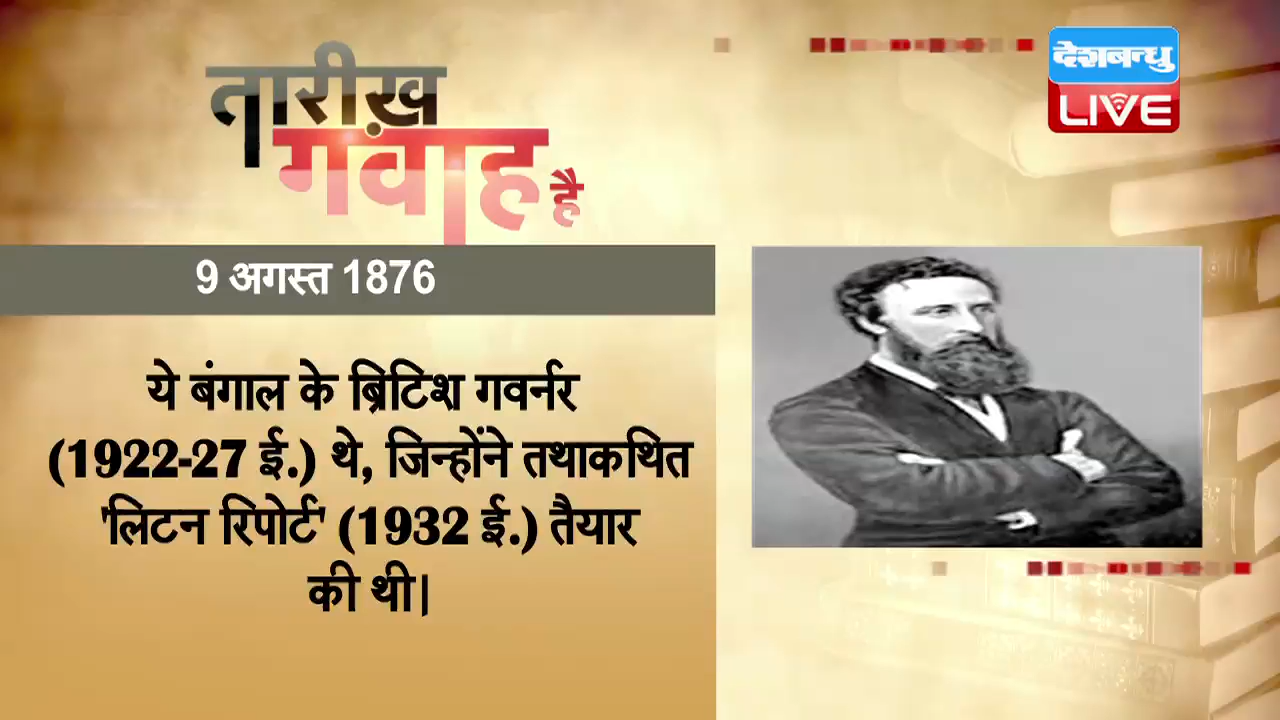 तारीख़
गवाह है
देशबन्धु
LIVE
9 अगस्त 1876
ये बंगाल के ब्रिटिश गवर्नर
(1922-27 ई.) थे, जिन्होंने तथाकथित
'लिटन रिपोर्ट' (1932 ई.) तैयार
की थी|